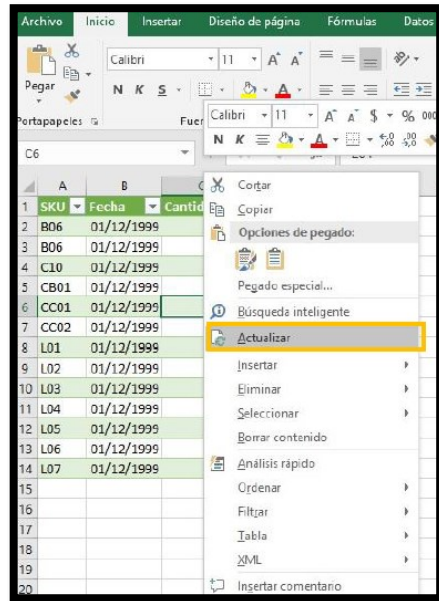 Archivo Inicio Insertar Diseño de página Fórmulas Datos
Pegar
Calibri 11 A A
N K S A
Portapapeles Fuer
Calibri 11 A A $ % 000
N K A
C6
A B
1 SKU Fecha Cantid
2 B06 01/12/1999
3 B06 01/12/1999
4 C10 01/12/1999
5 CB01 01/12/1999
6 CC01 01/12/1999
7 CC02 01/12/1999
8 L01 01/12/1999
9 L02 01/12/1999
10 L03 01/12/1999
11 L04 01/12/1999
12 L05 01/12/1999
13 L06 01/12/1999
14 L07 01/12/1999
15
16
17
18
19
20
Cortar
Copiar
Opciones de pegado:
Pegado especial...
Búsqueda inteligente
Actualizar
Insertar
Eliminar
Seleccionar
Borrar contenido
Análisis rápido
Ordenar
Filtrar
Tabla
XML
Insertar comentario